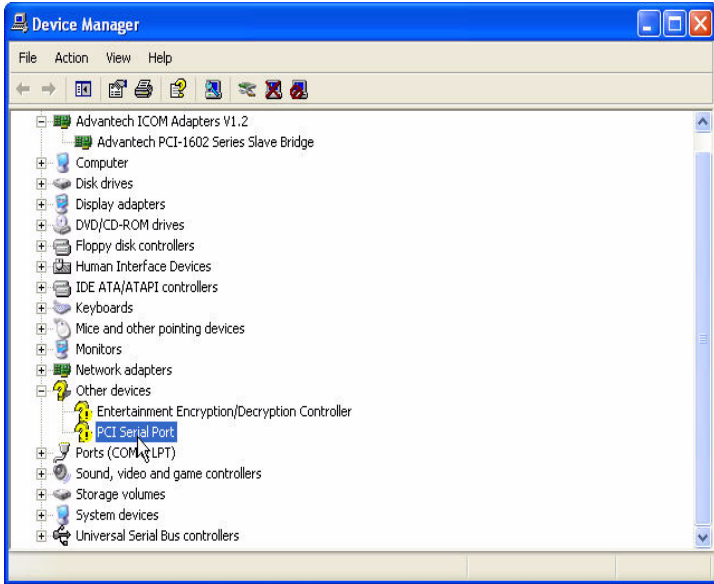 Device Manager
File Action View Help
Advantech ICOM Adapters V1.2
Advantech PCI-1602 Series Slave Bridge
Computer
Disk drives
Display adapters
DVD/CD-ROM drives
Floppy disk controllers
Human Interface Devices
IDE ATA/ATAPI controllers
Keyboards
Mice and other pointing devices
Monitors
Network adapters
Other devices
Entertainment Encryption/Decryption Controller
PCI Serial Port
Ports (COM & LPT)
Sound, video and game controllers
Storage volumes
System devices
Universal Serial Bus controllers